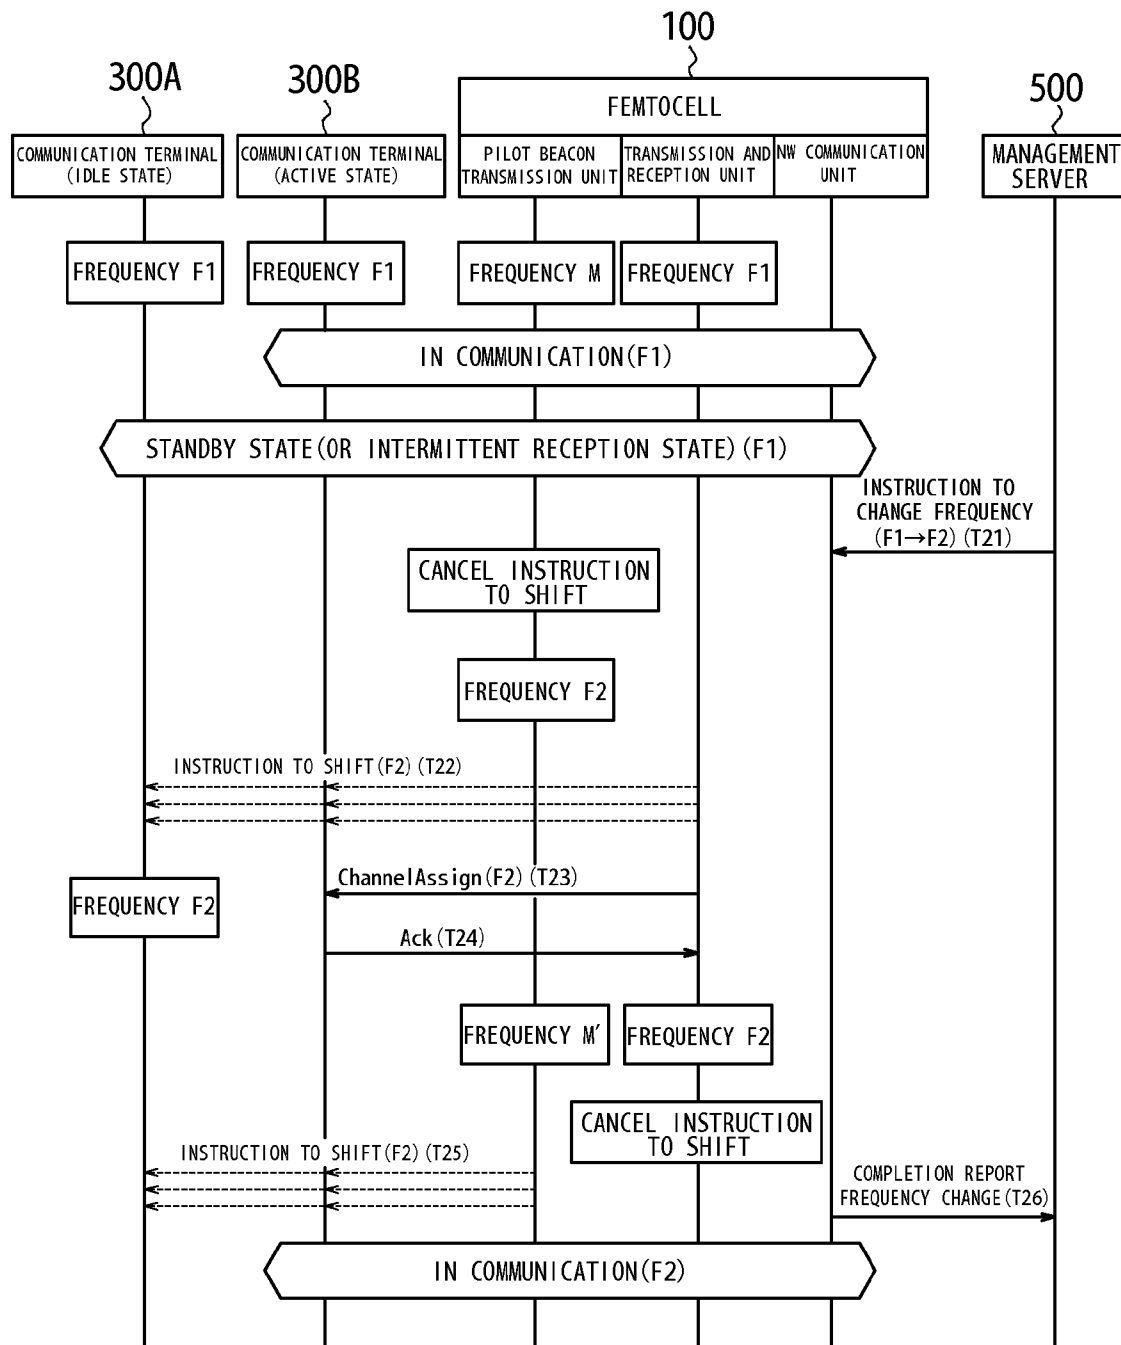 100
300A
300B
500
FEMTOCELL
COMMUNICATION TERMINAL
(IDLE STATE)
COMMUNICATION TERMINAL
(ACTIVE STATE)
PILOT BEACON
TRANSMISSION UNIT
TRANSMISSION AND
RECEPTION UNIT
NW COMMUNICATION
UNIT
MANAGEMENT
SERVER
FREQUENCY F1
FREQUENCY F1
FREQUENCY M
FREQUENCY F1
IN COMMUNICATION(F1)
STANDBY STATE(OR INTERMITTENT RECEPTION STATE)(F1)
INSTRUCTION TO
CHANGE FREQUENCY
(F1→F2)(T21)
CANCEL INSTRUCTION
TO SHIFT
FREQUENCY F2
INSTRUCTION TO SHIFT(F2)(T22)
ChannelAssign(F2)(T23)
FREQUENCY F2
Ack(T24)
FREQUENCY M′
FREQUENCY F2
CANCEL INSTRUCTION
TO SHIFT
INSTRUCTION TO SHIFT(F2)(T25)
COMPLETION REPORT
FREQUENCY CHANGE(T26)
IN COMMUNICATION(F2)